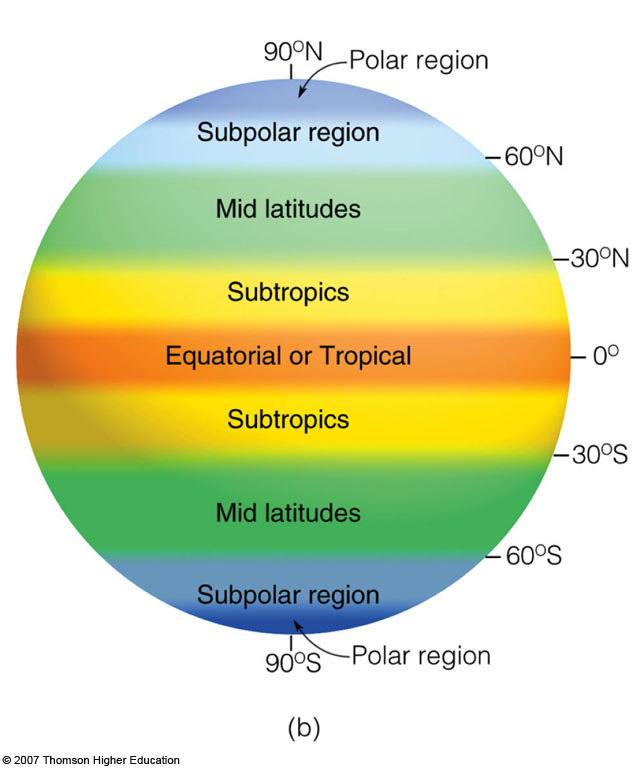 90°N
Polar region
Subpolar region
60°N
Mid latitudes
30°N
Subtropics
Equatorial or Tropical
0°
Subtropics
30°S
Mid latitudes
60°S
Subpolar region
90°S
Polar region
(b)
© 2007 Thomson Higher Education